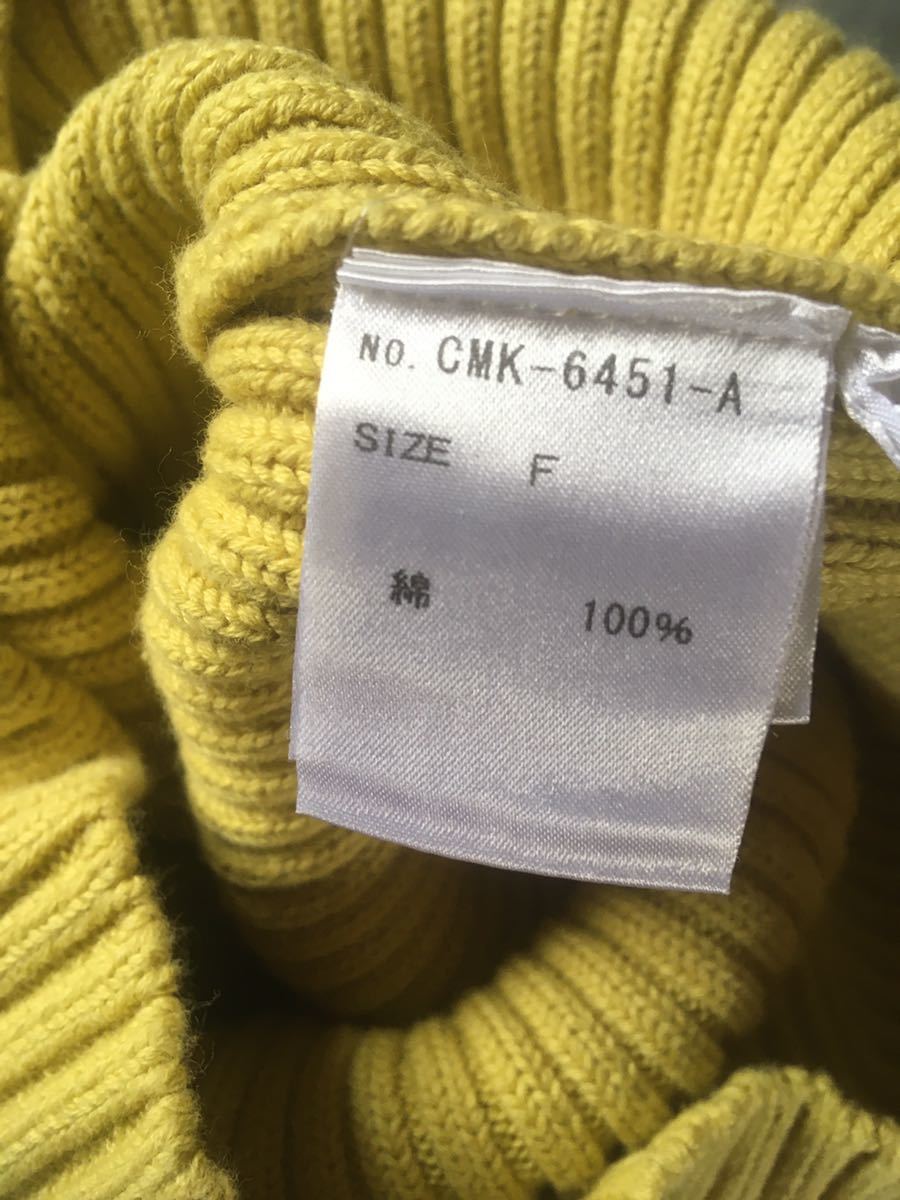 NO. CMK-6451-A
SIZE F
綿 100%